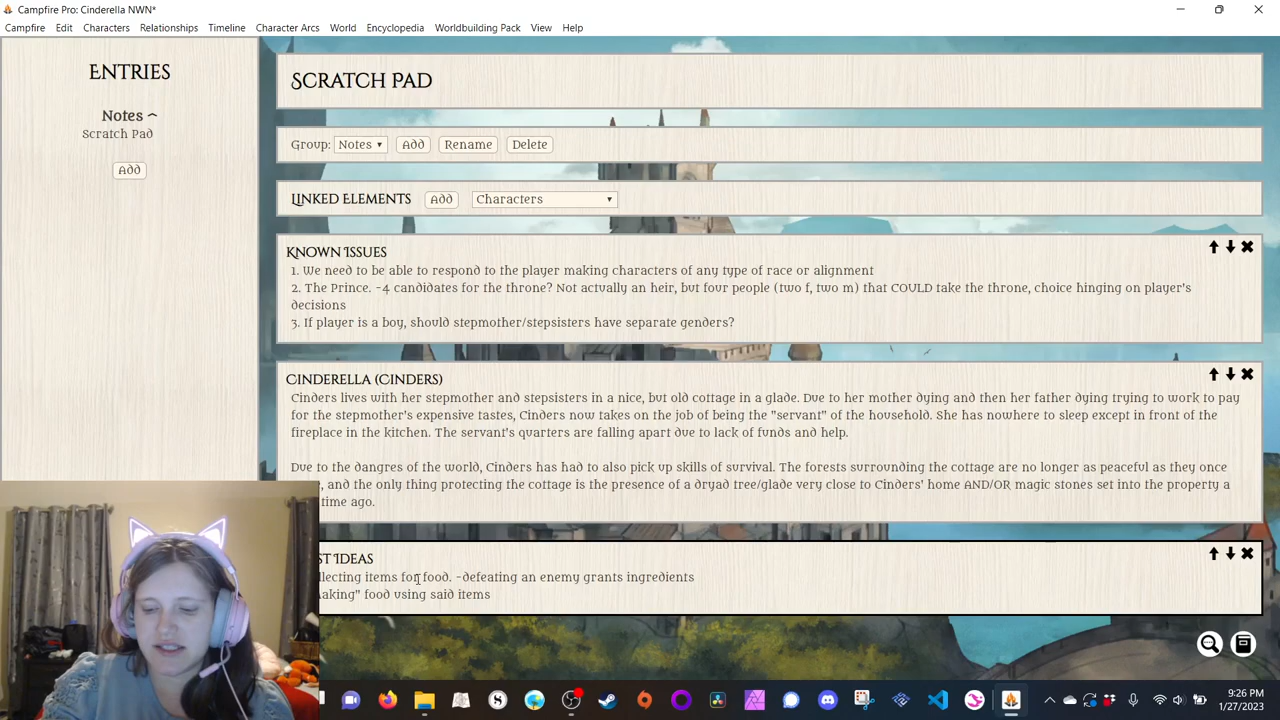 Campfire Pro: Cinderella NWN*
Campfire Edit Characters Relationships Timeline Character Arcs World Encyclopedia Worldbuilding Pack View Help
Entries
Notes
Scratch Pad
Add
Scratch Pad
Group: Notes Add Rename Delete
Linked Elements Add Characters
Known Issues
1. We need to be able to respond to the player making characters of any type of race or alignment
2. The Prince. -4 candidates for the throne? Not actually an heir, but four people (two f, two m) that COULD take the throne, choice hinging on player's
decisions
3. If player is a boy, should stepmother/stepsisters have separate genders?
Cinderella (Cinders)
Cinders lives with her stepmother and stepsisters in a nice, but old cottage in a glade. Due to her mother dying and then her father dying trying to work to pay
for the stepmother's expensive tastes, Cinders now takes on the job of being the "servant" of the household. She has nowhere to sleep except in front of the
fireplace in the kitchen. The servant's quarters are falling apart due to lack of funds and help.
Due to the dangres of the world, Cinders has had to also pick up skills of survival. The forests surrounding the cottage are no longer as peaceful as they once
, and the only thing protecting the cottage is the presence of a dryad tree/glade very close to Cinders' home AND/OR magic stones set into the property a
time ago.
st Ideas
llecting items for food. -defeating an enemy grants ingredients
aking" food using said items
9:26 PM
1/27/2023